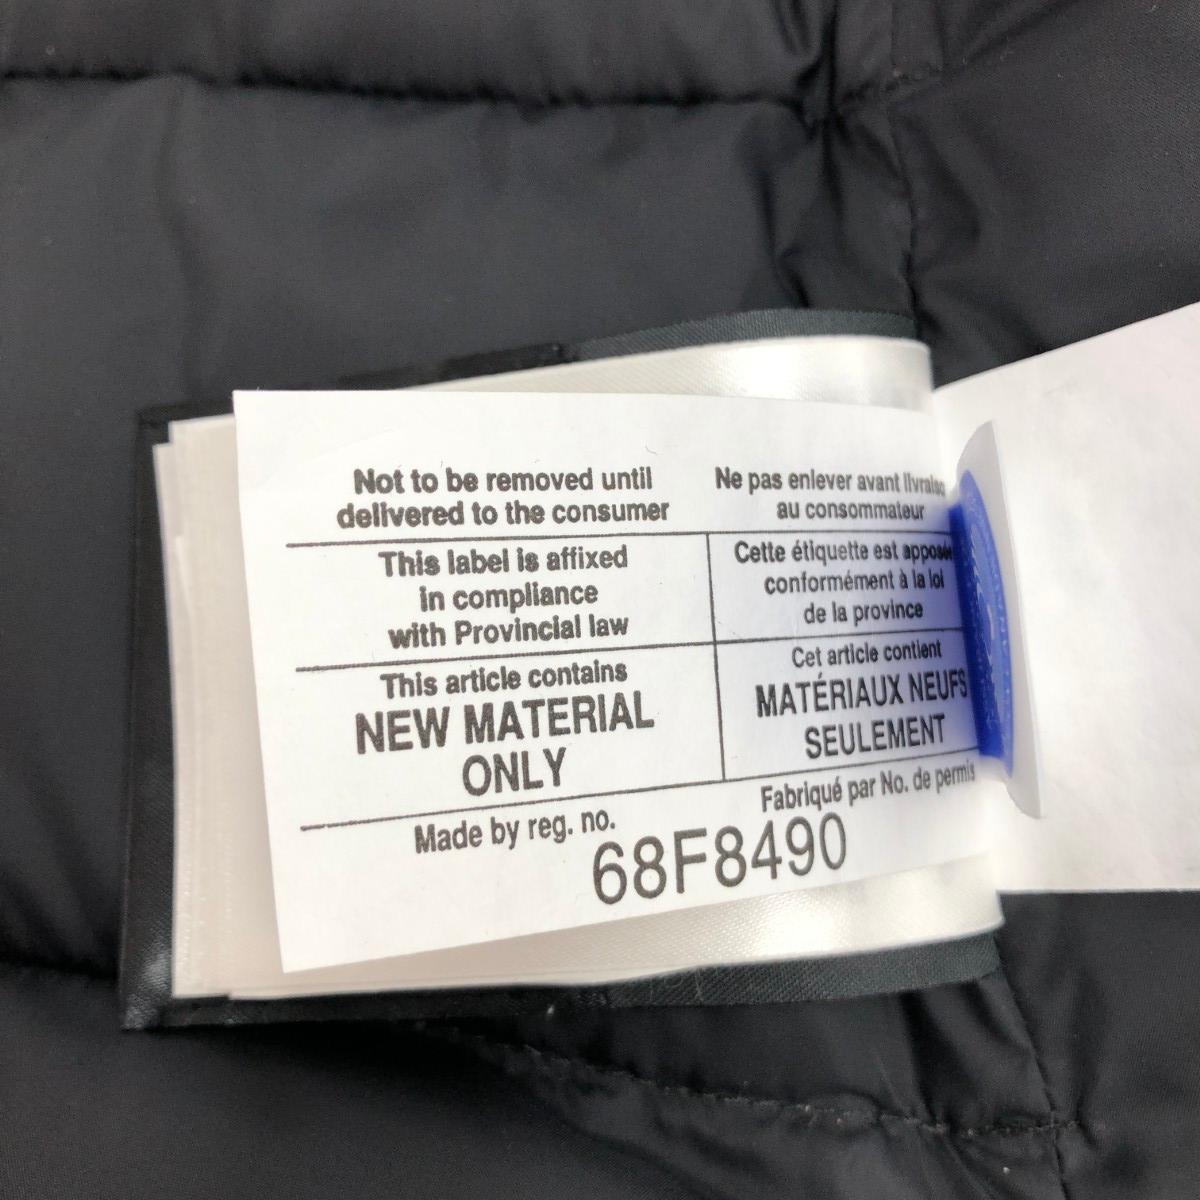 Not to be removed until
delivered to the consumer
Ne pas enlever avant
au consommateur
This label is affixed
in compliance
with Provincial law
Cette étiquette est apposée
conformément à la loi
de la province
This article contains
NEW MATERIAL
ONLY
Cet article contient
MATÉRIAUX NEUFS
SEULEMENT
Made by reg. no.
Fabriqué par No. de permis
68F8490